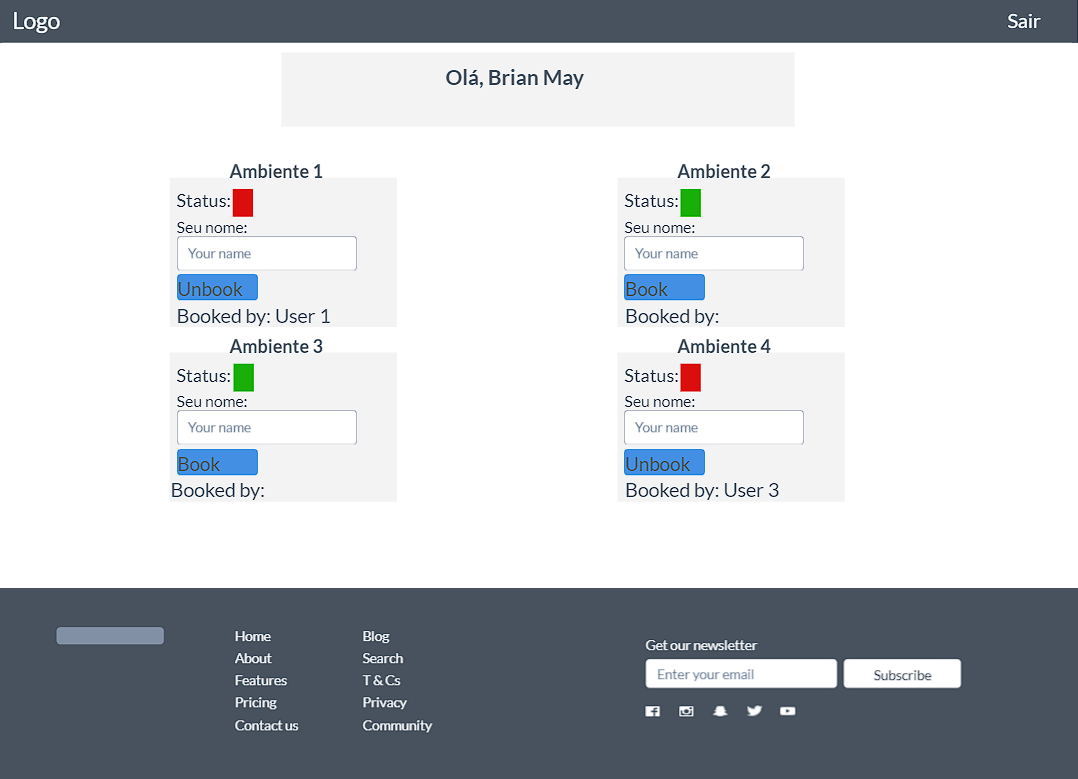 Logo
Sair
Olá, Brian May
Ambiente 1
Status:
Seu nome:
Your name
Unbook
Booked by: User 1
Ambiente 2
Status:
Seu nome:
Your name
Book
Booked by:
Ambiente 3
Status:
Seu nome:
Your name
Book
Booked by:
Ambiente 4
Status:
Seu nome:
Your name
Unbook
Booked by: User 3
Home
About
Features
Pricing
Contact us
Blog
Search
T & Cs
Privacy
Community
Get our newsletter
Enter your email
Subscribe